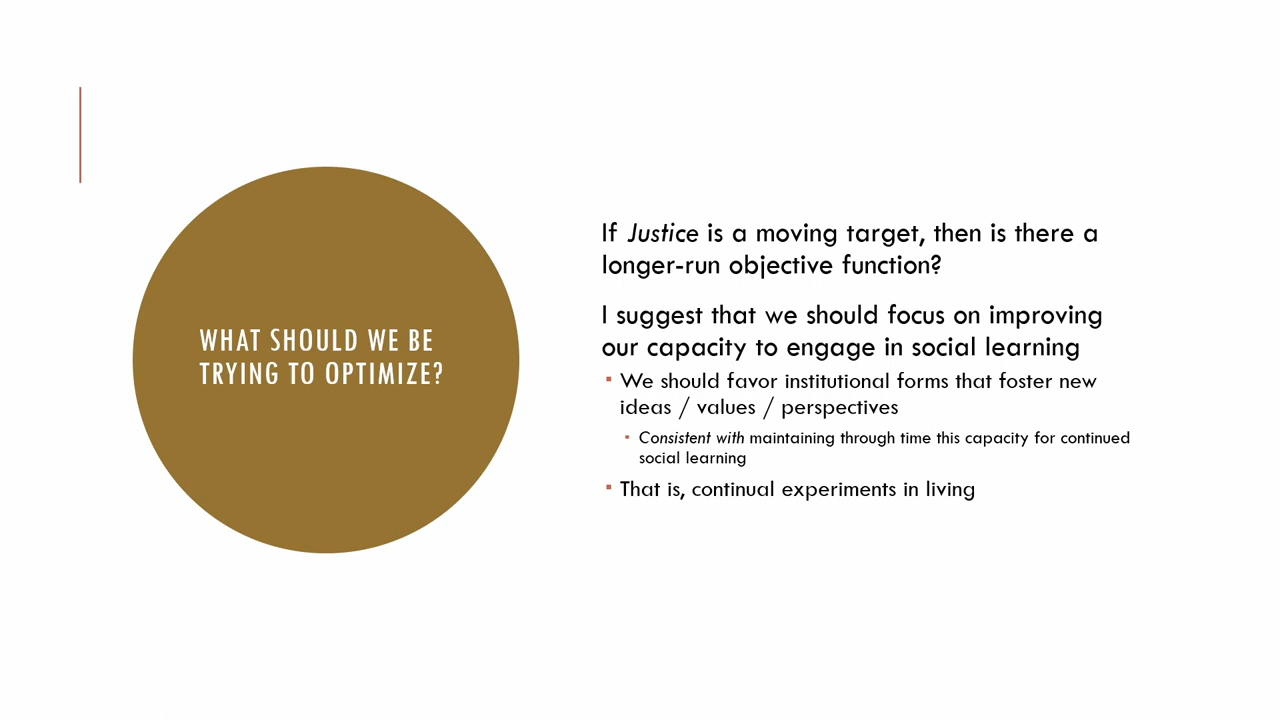 WHAT SHOULD WE BE
TRYING TO OPTIMIZE?
If Justice is a moving target, then is there a
longer-run objective function?
I suggest that we should focus on improving
our capacity to engage in social learning
▪ We should favor institutional forms that foster new
ideas / values / perspectives
▪ Consistent with maintaining through time this capacity for continued
social learning
▪ That is, continual experiments in living